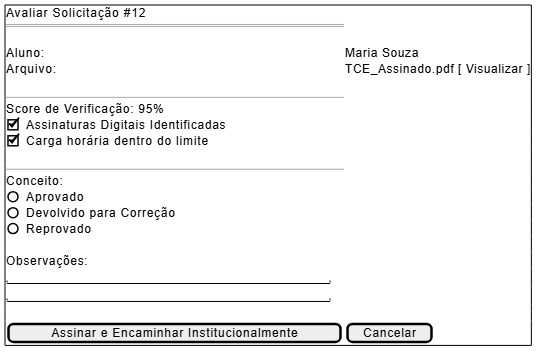 Avaliar Solicitação #12
Aluno: Maria Souza
Arquivo: TCE_Assinado.pdf [ Visualizar ]
Score de Verificação: 95%
Assinaturas Digitais Identificadas
Carga horária dentro do limite
Conceito:
Aprovado
Devolvido para Correção
Reprovado
Observações:
Assinar e Encaminhar Institucionalmente Cancelar